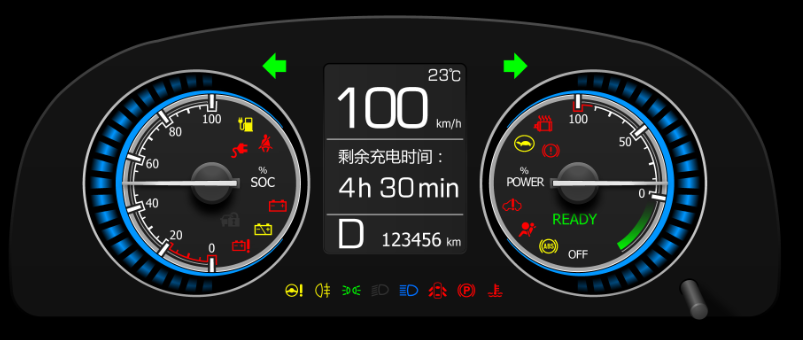 23℃
100 km/h
剩余充电时间：
4h 30min
D 123456 km
100
80
60
40
20
0
%
SOC
100
50
0
%
POWER
READY
OFF
ABS
P